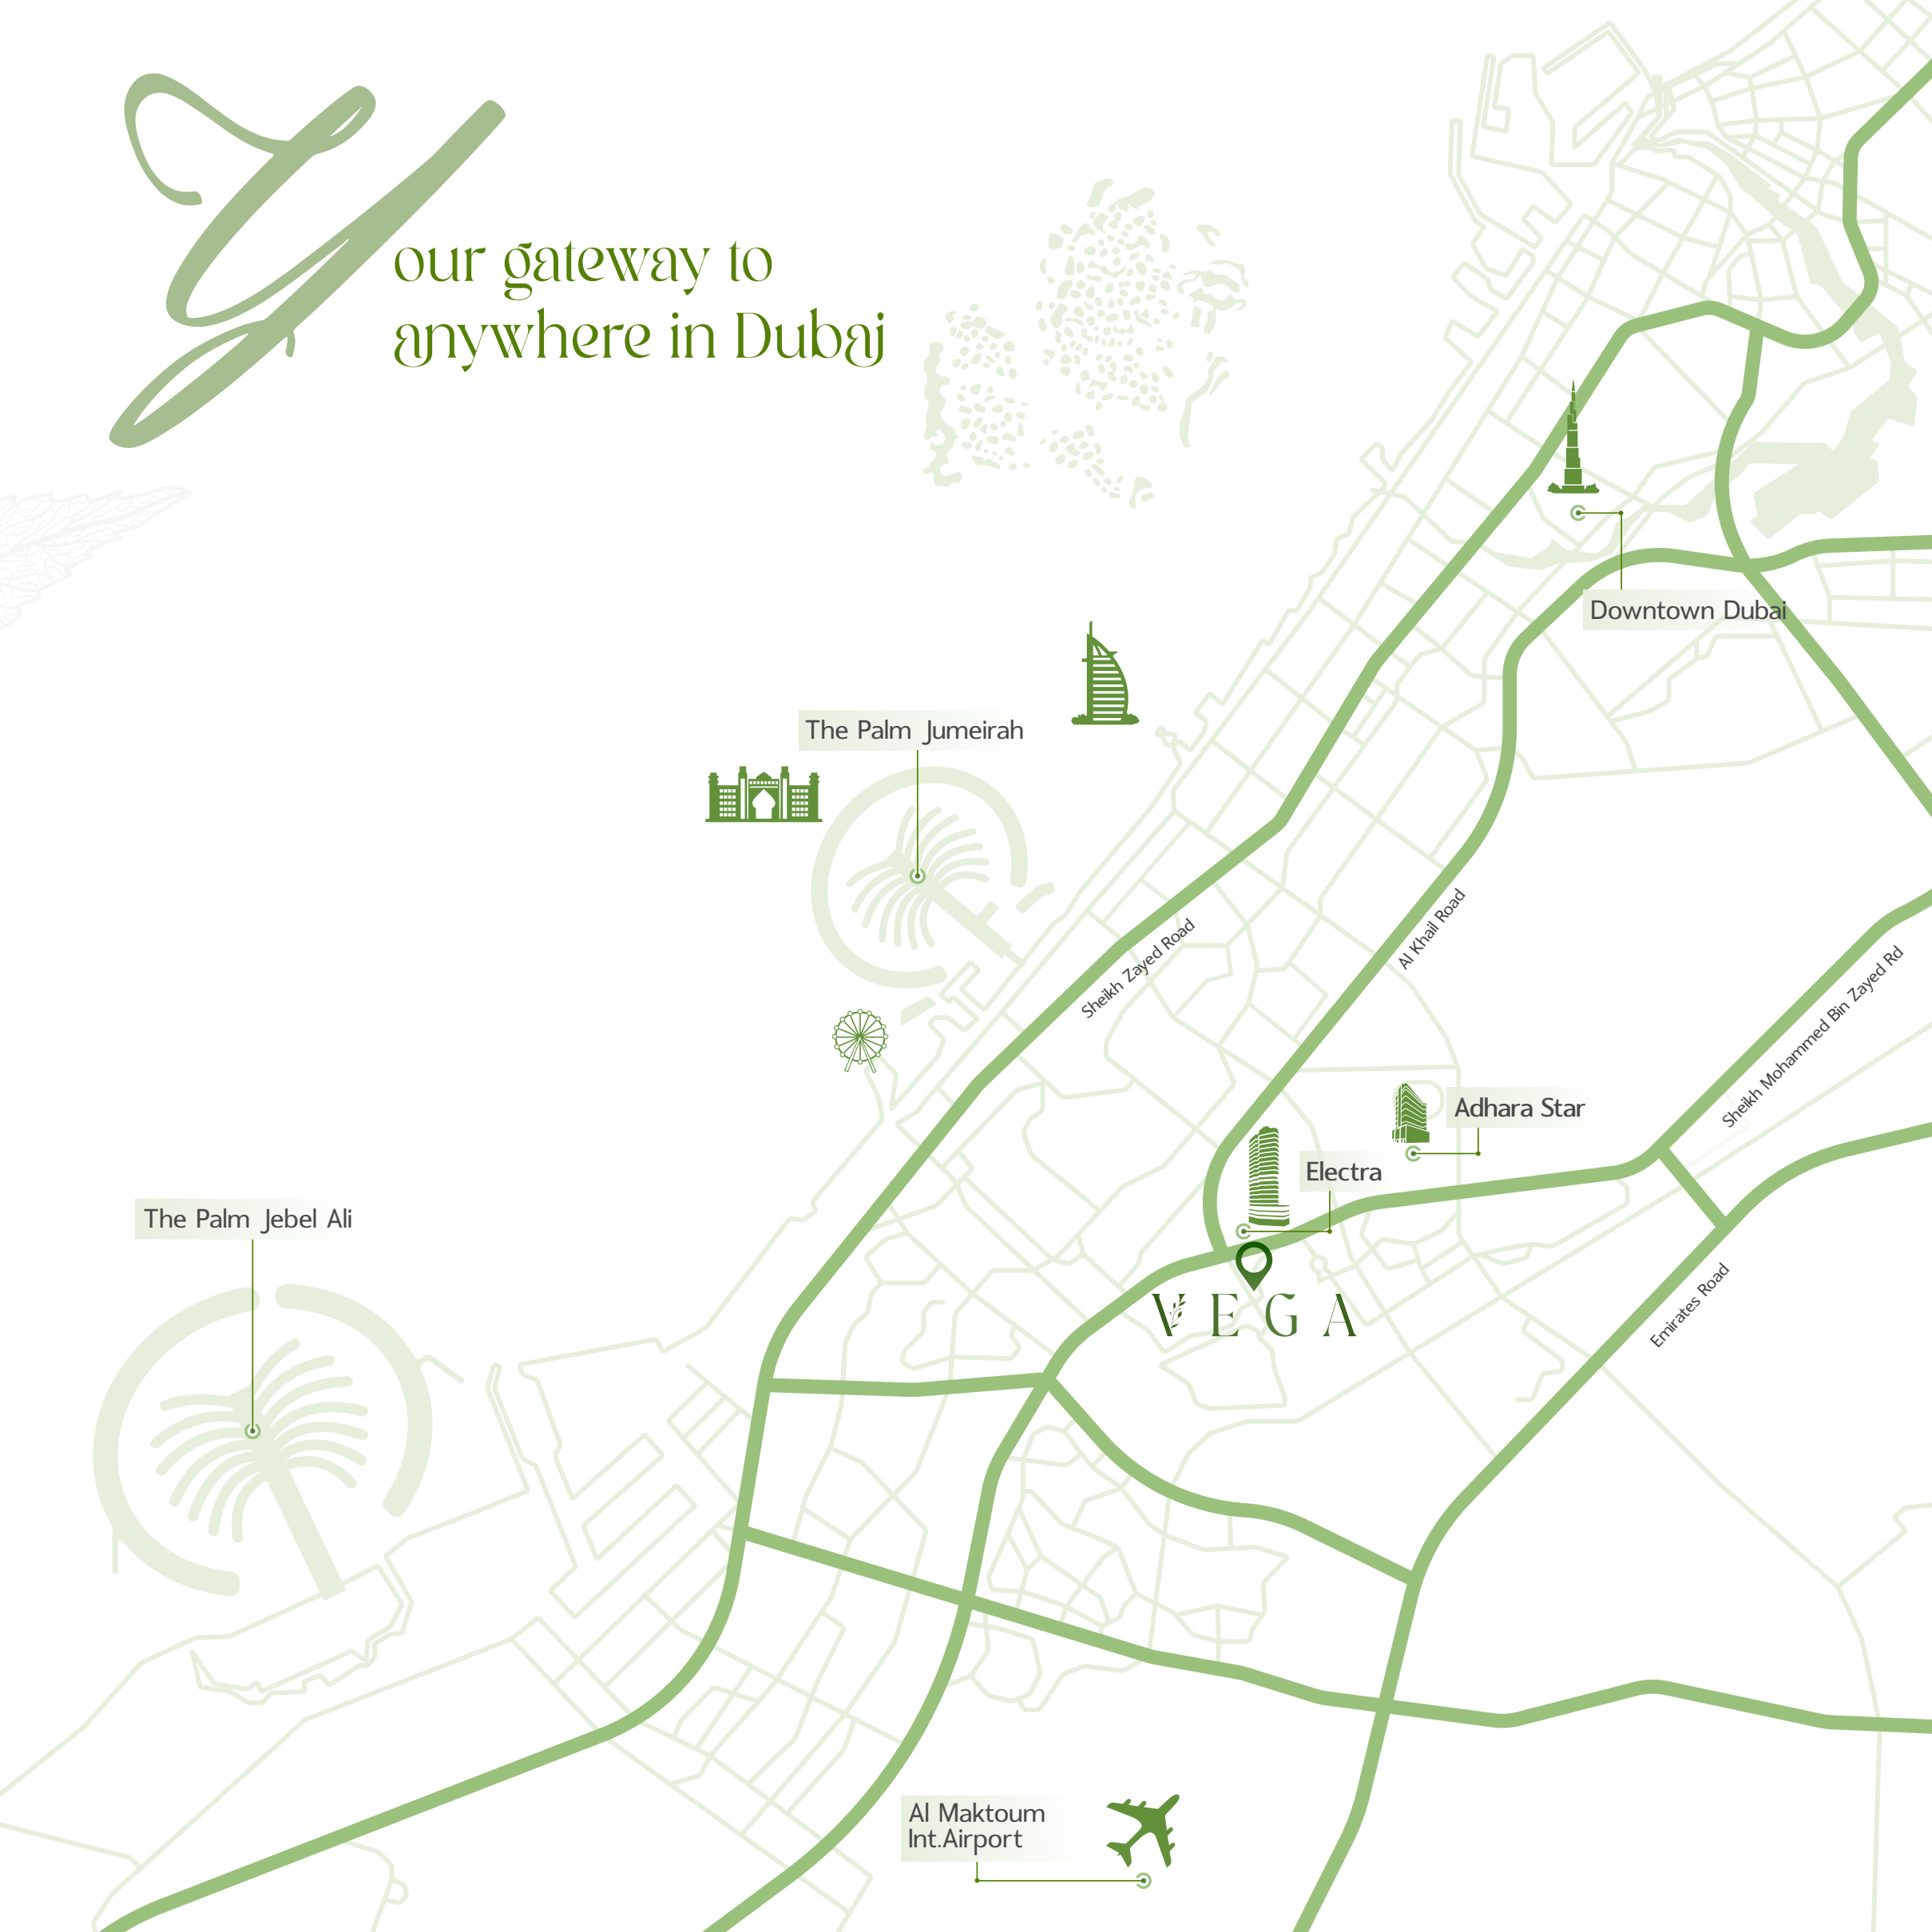 Your gateway to
anywhere in Dubai
Downtown Dubai
The Palm Jumeirah
Sheikh Zayed Road
Al Khail Road
Sheikh Mohammed Bin Zayed Rd
Adhara Star
Electra
The Palm Jebel Ali
VEGA
Emirates Road
Al Maktoum
Int.Airport